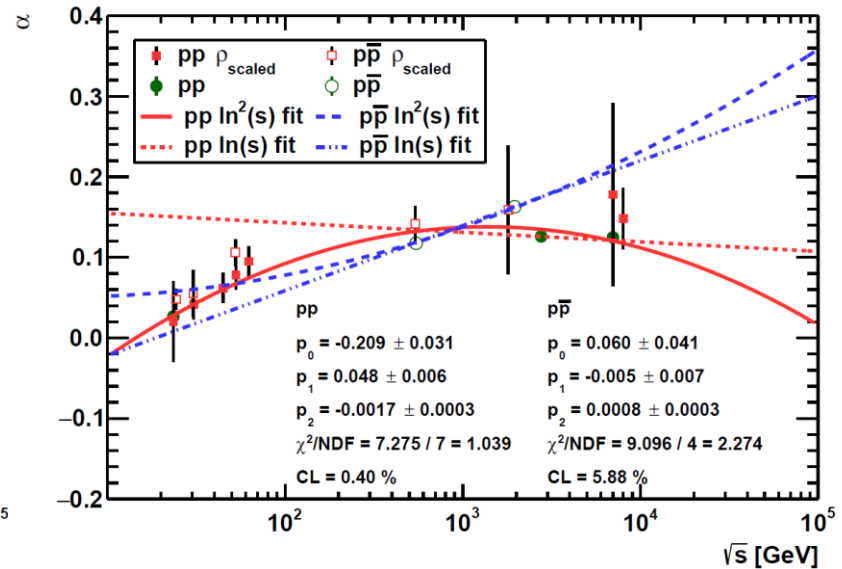 α
0.4
0.3
0.2
0.1
0.0
−0.1
−0.2
pp ρscaled
pp̅ ρscaled
pp
pp̅
pp ln²(s) fit
pp̅ ln²(s) fit
pp ln(s) fit
pp̅ ln(s) fit
pp
p₀ = -0.209 ± 0.031
p₁ = 0.048 ± 0.006
p₂ = -0.0017 ± 0.0003
χ²/NDF = 7.275 / 7 = 1.039
CL = 0.40 %
pp̅
p₀ = 0.060 ± 0.041
p₁ = -0.005 ± 0.007
p₂ = 0.0008 ± 0.0003
χ²/NDF = 9.096 / 4 = 2.274
CL = 5.88 %
5
10²
10³
10⁴
10⁵
√s [GeV]